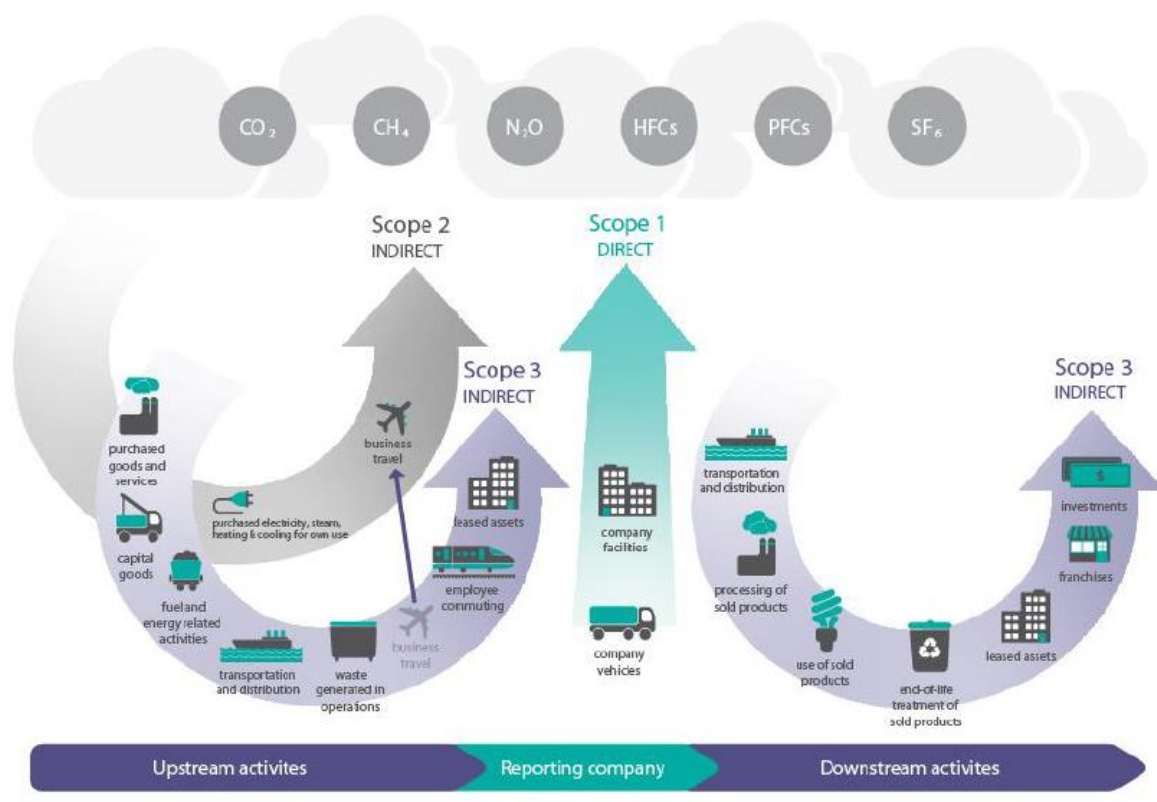 CO₂
CH₄
N₂O
HFCs
PFCs
SF₆
Scope 2
INDIRECT
Scope 1
DIRECT
Scope 3
INDIRECT
Scope 3
INDIRECT
purchased
goods and
services
capital
goods
fuel and
energy related
activities
transportation
and distribution
waste
generated in
operations
business
travel
employee
commuting
leased assets
business
travel
purchased electricity, steam,
heating & cooling for own use
company
facilities
company
vehicles
transportation
and distribution
processing of
sold products
use of sold
products
end-of-life
treatment of
sold products
leased assets
franchises
$
investments
Upstream activites
Reporting company
Downstream activites